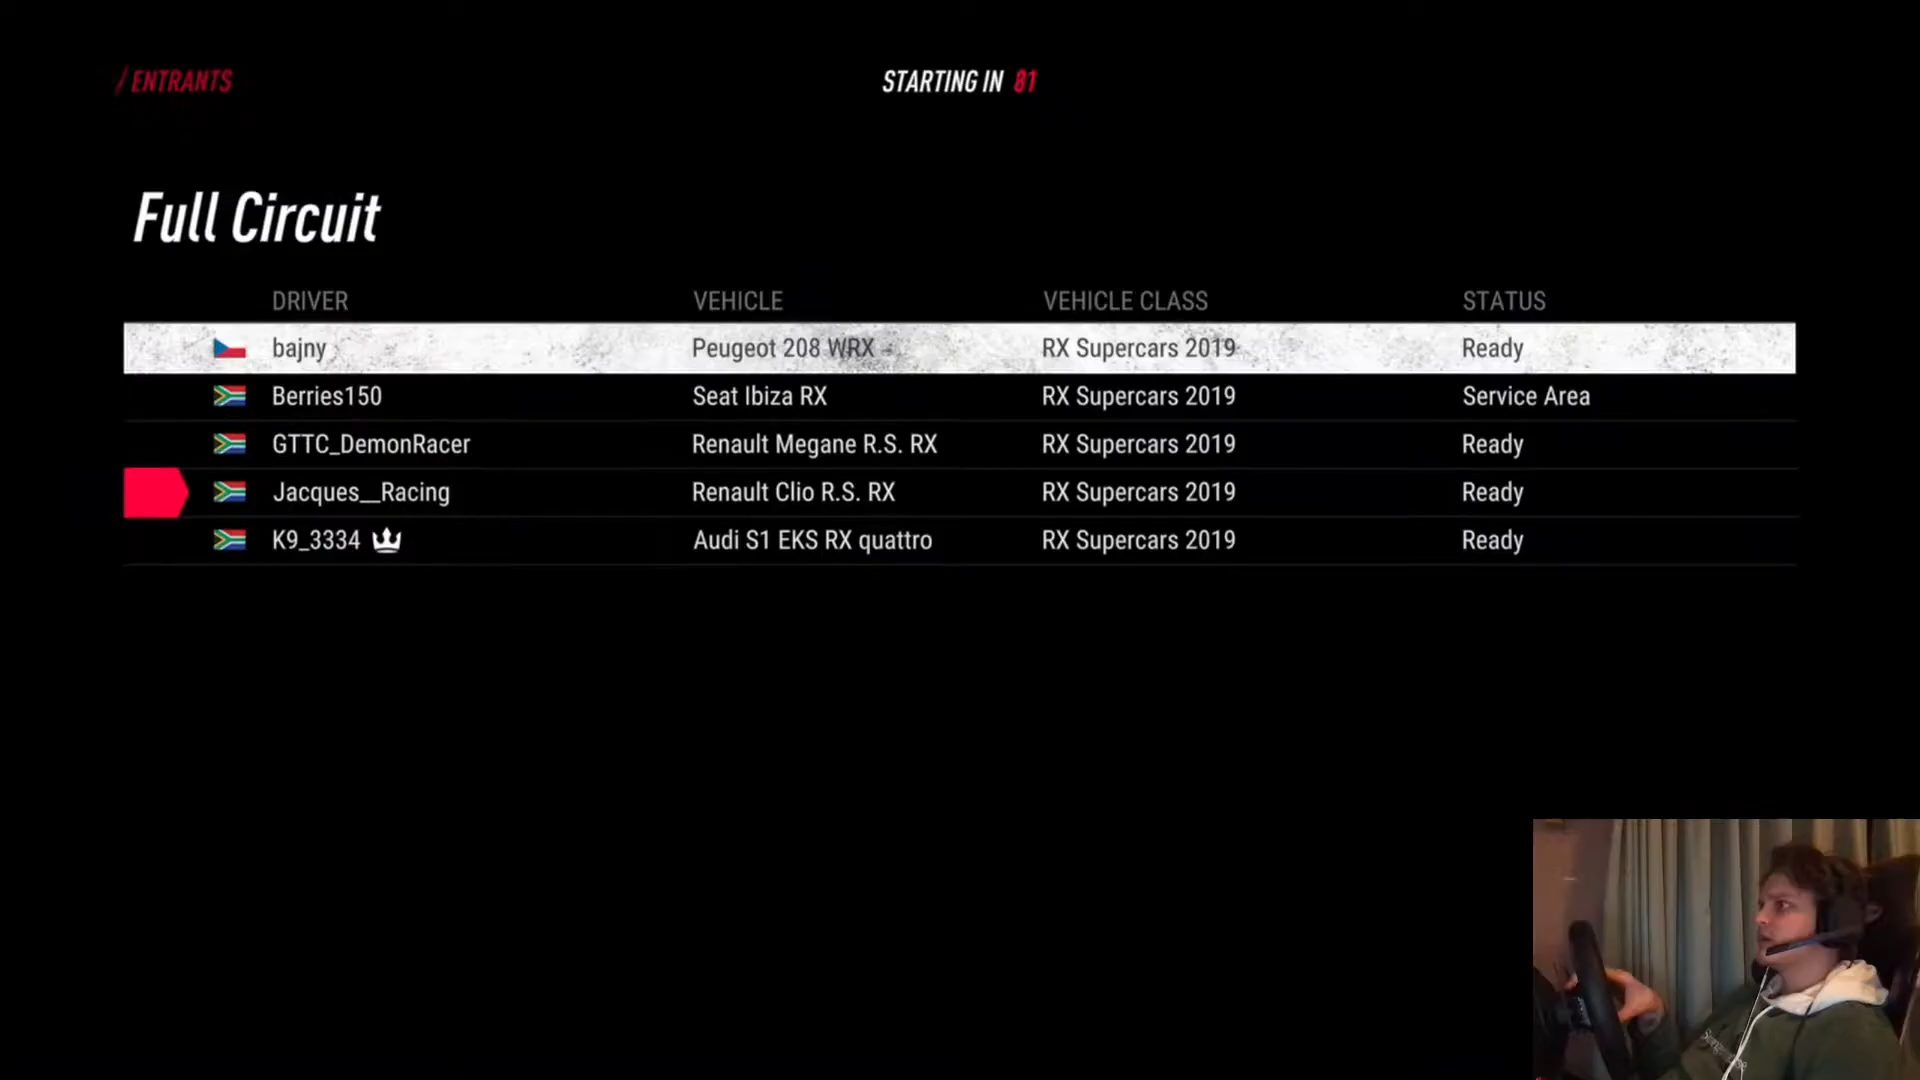 / ENTRANTS
STARTING IN 81
Full Circuit
DRIVER VEHICLE VEHICLE CLASS STATUS
bajny Peugeot 208 WRX RX Supercars 2019 Ready
Berries150 Seat Ibiza RX RX Supercars 2019 Service Area
GTTC_DemonRacer Renault Megane R.S. RX RX Supercars 2019 Ready
Jacques__Racing Renault Clio R.S. RX RX Supercars 2019 Ready
K9_3334 Audi S1 EKS RX quattro RX Supercars 2019 Ready